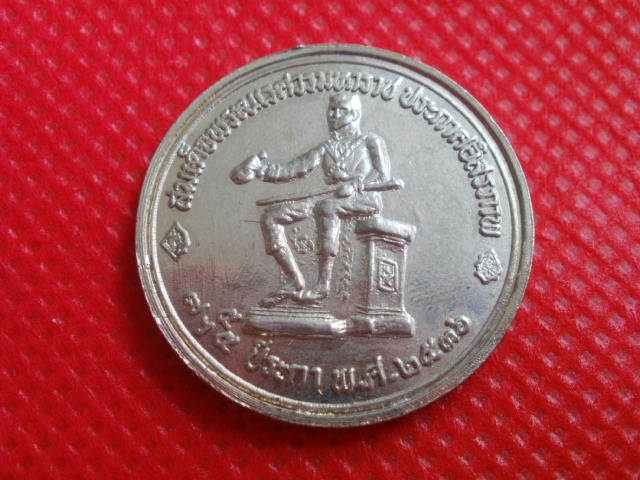 สมเด็จพระนเรศวรมหาราช ประกาศอิสรภาพ
ปีระกา พ.ศ.๒๕๓๖